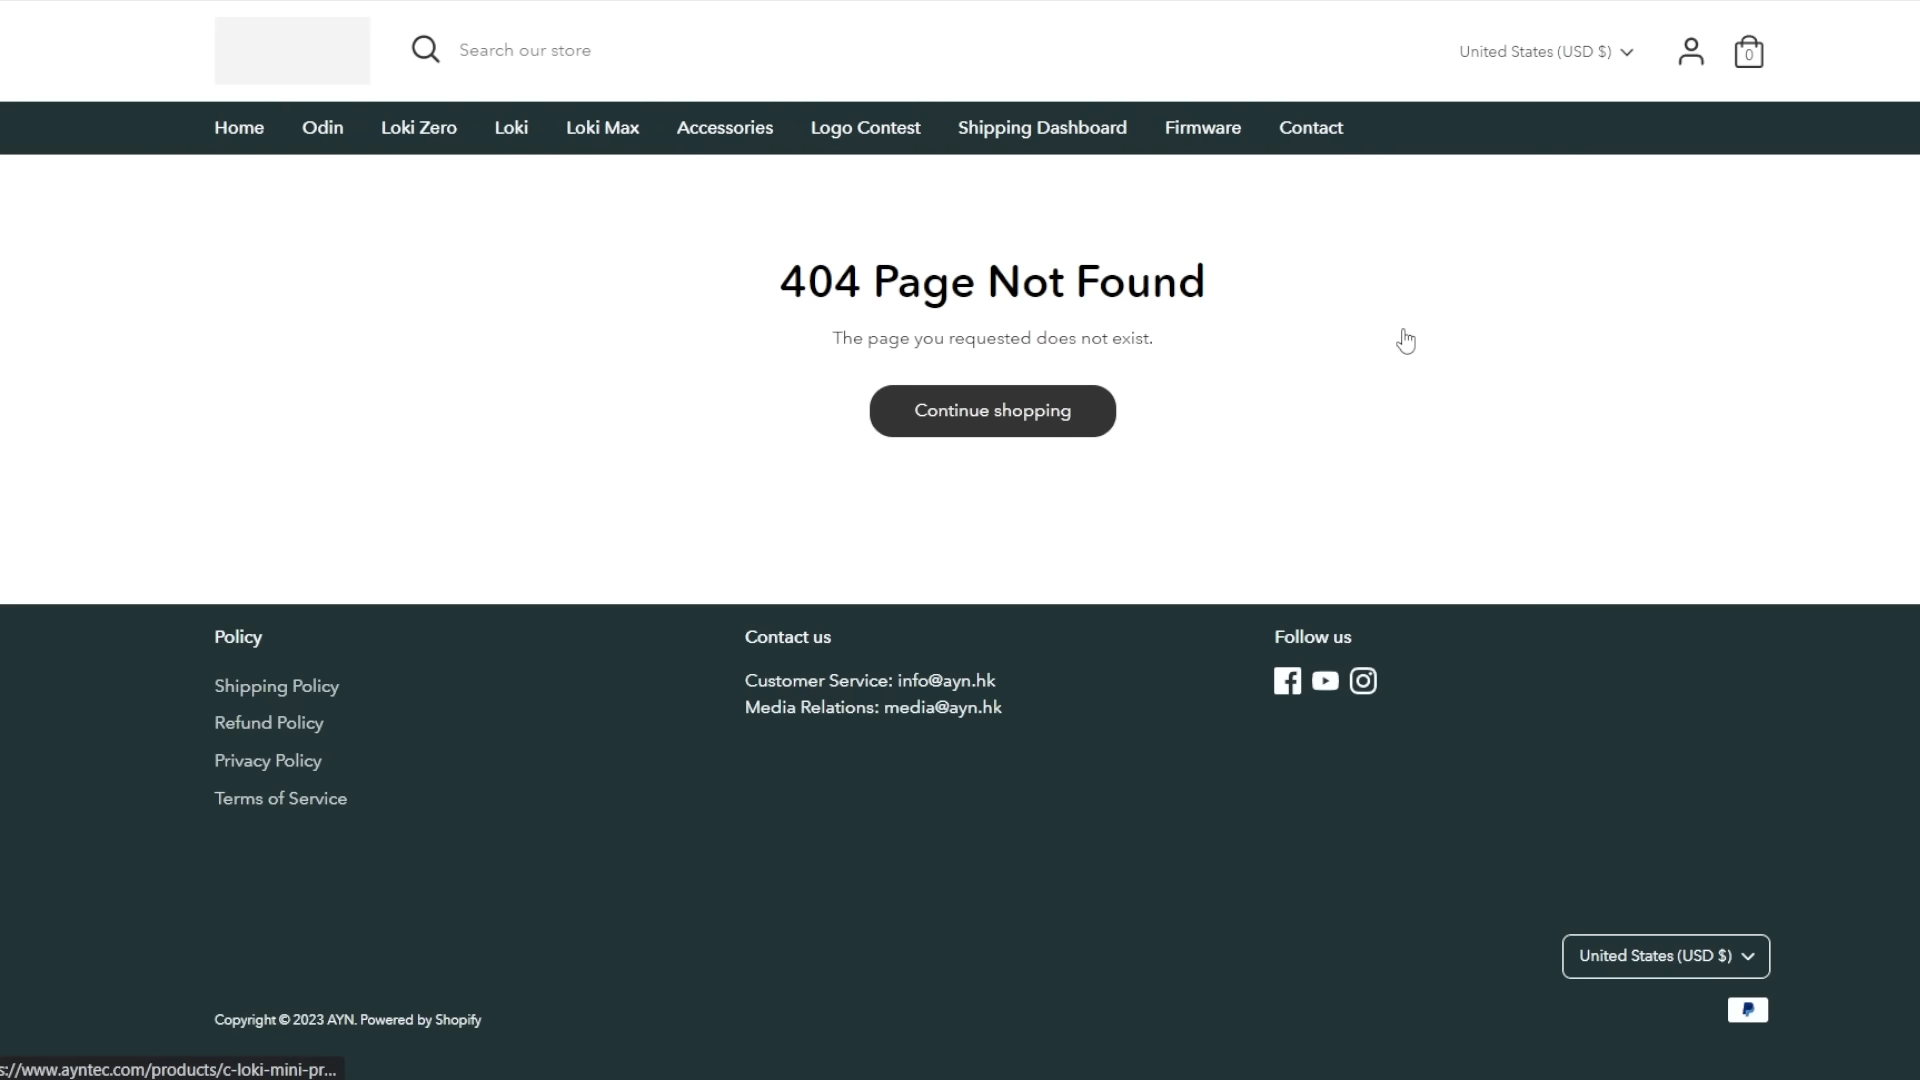 Search our store
United States (USD $)
0
Home Odin Loki Zero Loki Loki Max Accessories Logo Contest Shipping Dashboard Firmware Contact
404 Page Not Found
The page you requested does not exist.
Continue shopping
Policy
Shipping Policy
Refund Policy
Privacy Policy
Terms of Service
Contact us
Customer Service: info@ayn.hk
Media Relations: media@ayn.hk
Follow us
United States (USD $)
Copyright © 2023 AYN. Powered by Shopify
s://www.ayntec.com/products/c-loki-mini-pr...